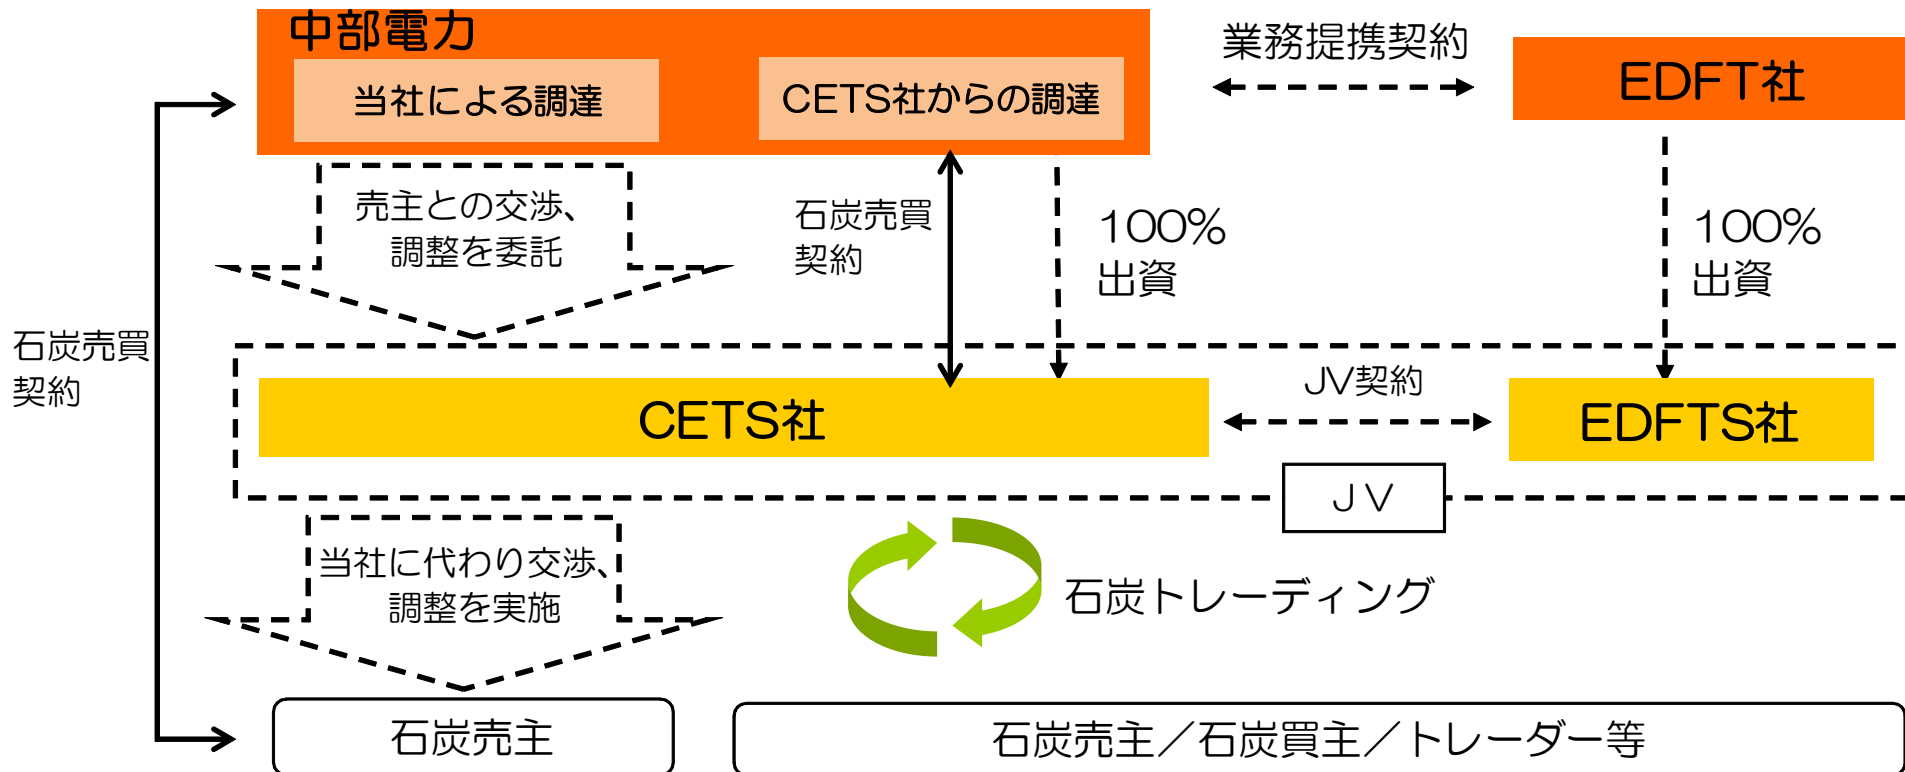 中部電力
当社による調達
CETS社からの調達
業務提携契約
EDFT社
売主との交渉、
調整を委託
石炭売買
契約
100%
出資
100%
出資
石炭売買
契約
CETS社
JV契約
EDFTS社
JV
当社に代わり交渉、
調整を実施
石炭トレーディング
石炭売主
石炭売主／石炭買主／トレーダー等